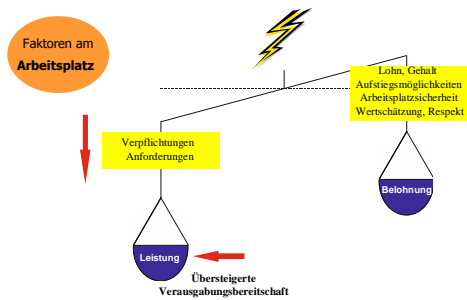 Faktoren am
Arbeitsplatz
Lohn, Gehalt
Aufstiegsmöglichkeiten
Arbeitsplatzsicherheit
Wertschätzung, Respekt
Verpflichtungen
Anforderungen
Belohnung
Leistung
Übersteigerte
Verausgabungsbereitschaft